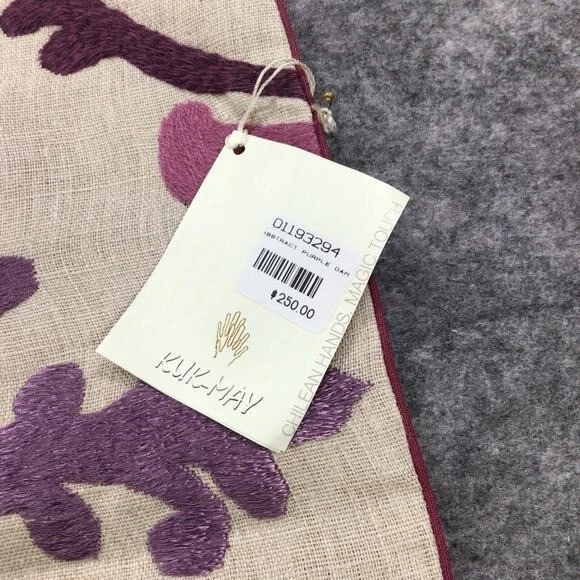 01193294
ABSTRACT PURPLE DAM
$250.00
KUK-MAY
CHILEAN HANDS, MAGIC TOUCH